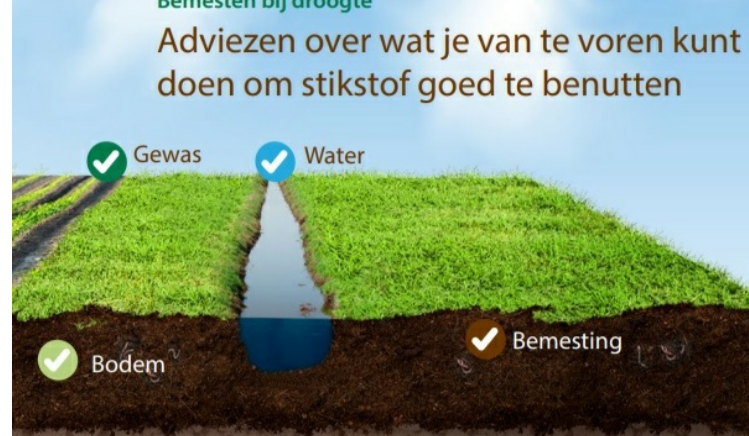 Bemesten bij droogte
Adviezen over wat je van te voren kunt
doen om stikstof goed te benutten
Gewas
Water
Bemesting
Bodem